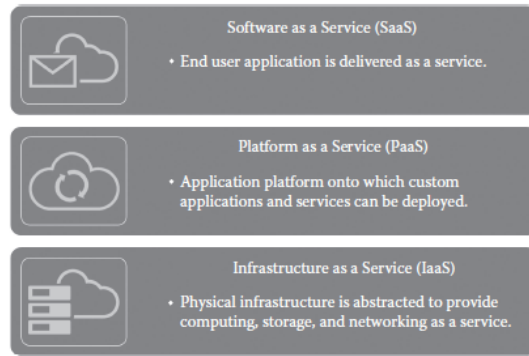 Software as a Service (SaaS)
• End user application is delivered as a service.
Platform as a Service (PaaS)
• Application platform onto which custom
applications and services can be deployed.
Infrastructure as a Service (IaaS)
• Physical infrastructure is abstracted to provide
computing, storage, and networking as a service.